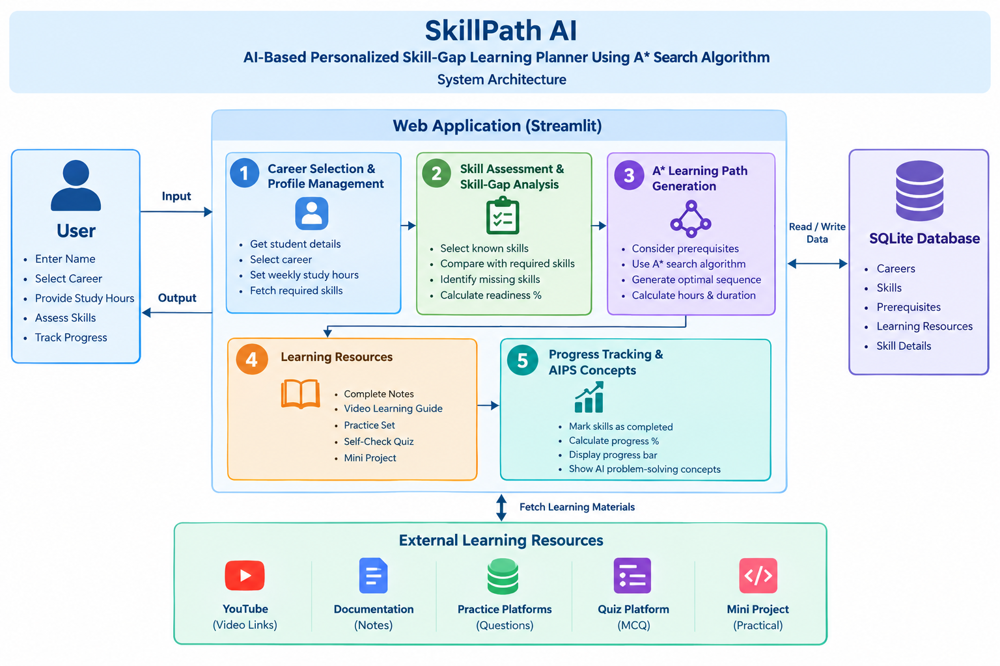 SkillPath AI
AI-Based Personalized Skill-Gap Learning Planner Using A* Search Algorithm
System Architecture
User
• Enter Name
• Select Career
• Provide Study Hours
• Assess Skills
• Track Progress
Input
Output
Web Application (Streamlit)
1
Career Selection &
Profile Management
• Get student details
• Select career
• Set weekly study hours
• Fetch required skills
2
Skill Assessment &
Skill-Gap Analysis
• Select known skills
• Compare with required skills
• Identify missing skills
• Calculate readiness %
3
A* Learning Path
Generation
• Consider prerequisites
• Use A* search algorithm
• Generate optimal sequence
• Calculate hours & duration
4
Learning Resources
• Complete Notes
• Video Learning Guide
• Practice Set
• Self-Check Quiz
• Mini Project
5
Progress Tracking &
AIPS Concepts
• Mark skills as completed
• Calculate progress %
• Display progress bar
• Show AI problem-solving concepts
Read / Write
Data
SQLite Database
• Careers
• Skills
• Prerequisites
• Learning Resources
• Skill Details
Fetch Learning Materials
External Learning Resources
YouTube
(Video Links)
Documentation
(Notes)
Practice Platforms
(Questions)
Quiz Platform
(MCQ)
Mini Project
(Practical)